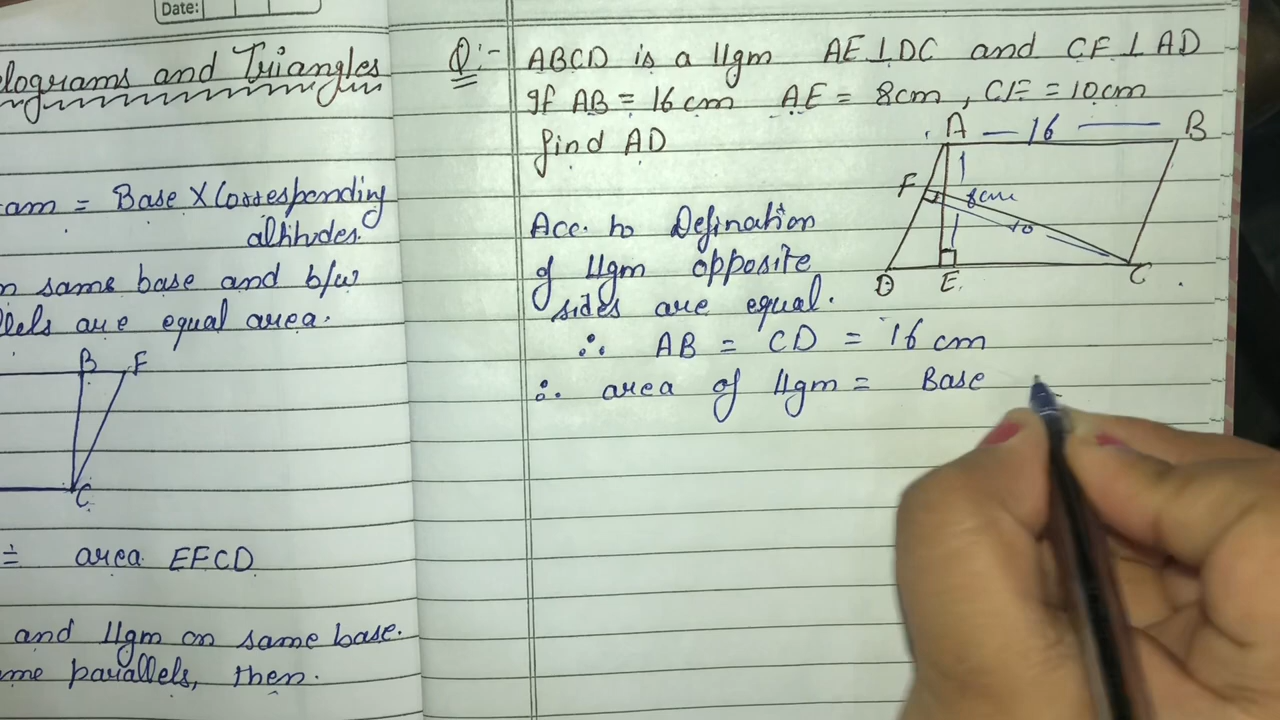 Date:
lograms and Triangles
am = Base X Corresponding
altitudes.
n same base and b/w
llels are equal area.
B F
C
= area EFCD
and ||gm on same base.
me parallels, then.
Q:- ABCD is a ||gm AE⊥DC and CF⊥AD
If AB = 16 cm AE = 8cm, CF = 10cm
find AD
A 16 B
F 8cm
10
D E C
Acc. to Defination
of ||gm opposite
sides are equal.
∴ AB = CD = 16 cm
∴ area of ||gm = Base